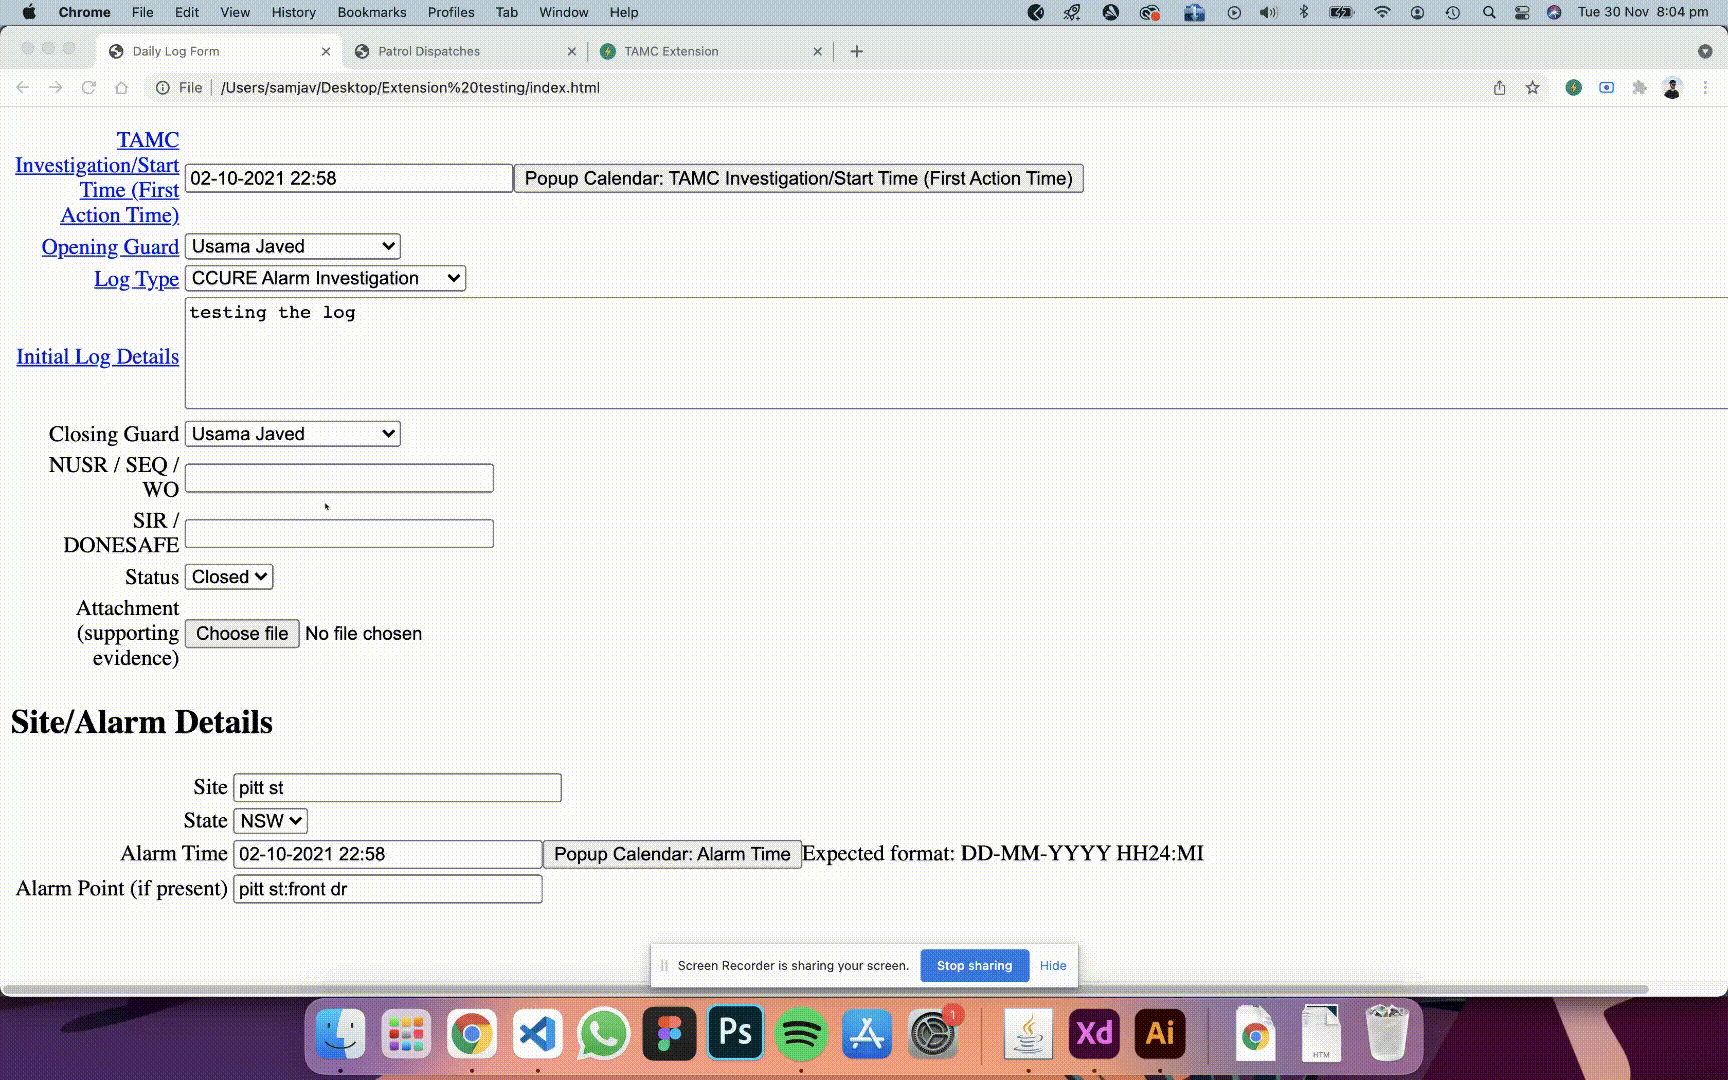 Chrome File Edit View History Bookmarks Profiles Tab Window Help Tue 30 Nov 8:04 pm
Daily Log Form Patrol Dispatches TAMC Extension
File /Users/samjav/Desktop/Extension%20testing/index.html
TAMC
Investigation/Start
Time (First
Action Time)
02-10-2021 22:58 Popup Calendar: TAMC Investigation/Start Time (First Action Time)
Opening Guard Usama Javed
Log Type CCURE Alarm Investigation
testing the log
Initial Log Details
Closing Guard Usama Javed
NUSR / SEQ /
WO
SIR /
DONESAFE
Status Closed
Attachment
(supporting
evidence)
Choose file No file chosen
Site/Alarm Details
Site pitt st
State NSW
Alarm Time 02-10-2021 22:58 Popup Calendar: Alarm Time Expected format: DD-MM-YYYY HH24:MI
Alarm Point (if present) pitt st:front dr
Screen Recorder is sharing your screen. Stop sharing Hide
1
Ps Xd Ai
HTM